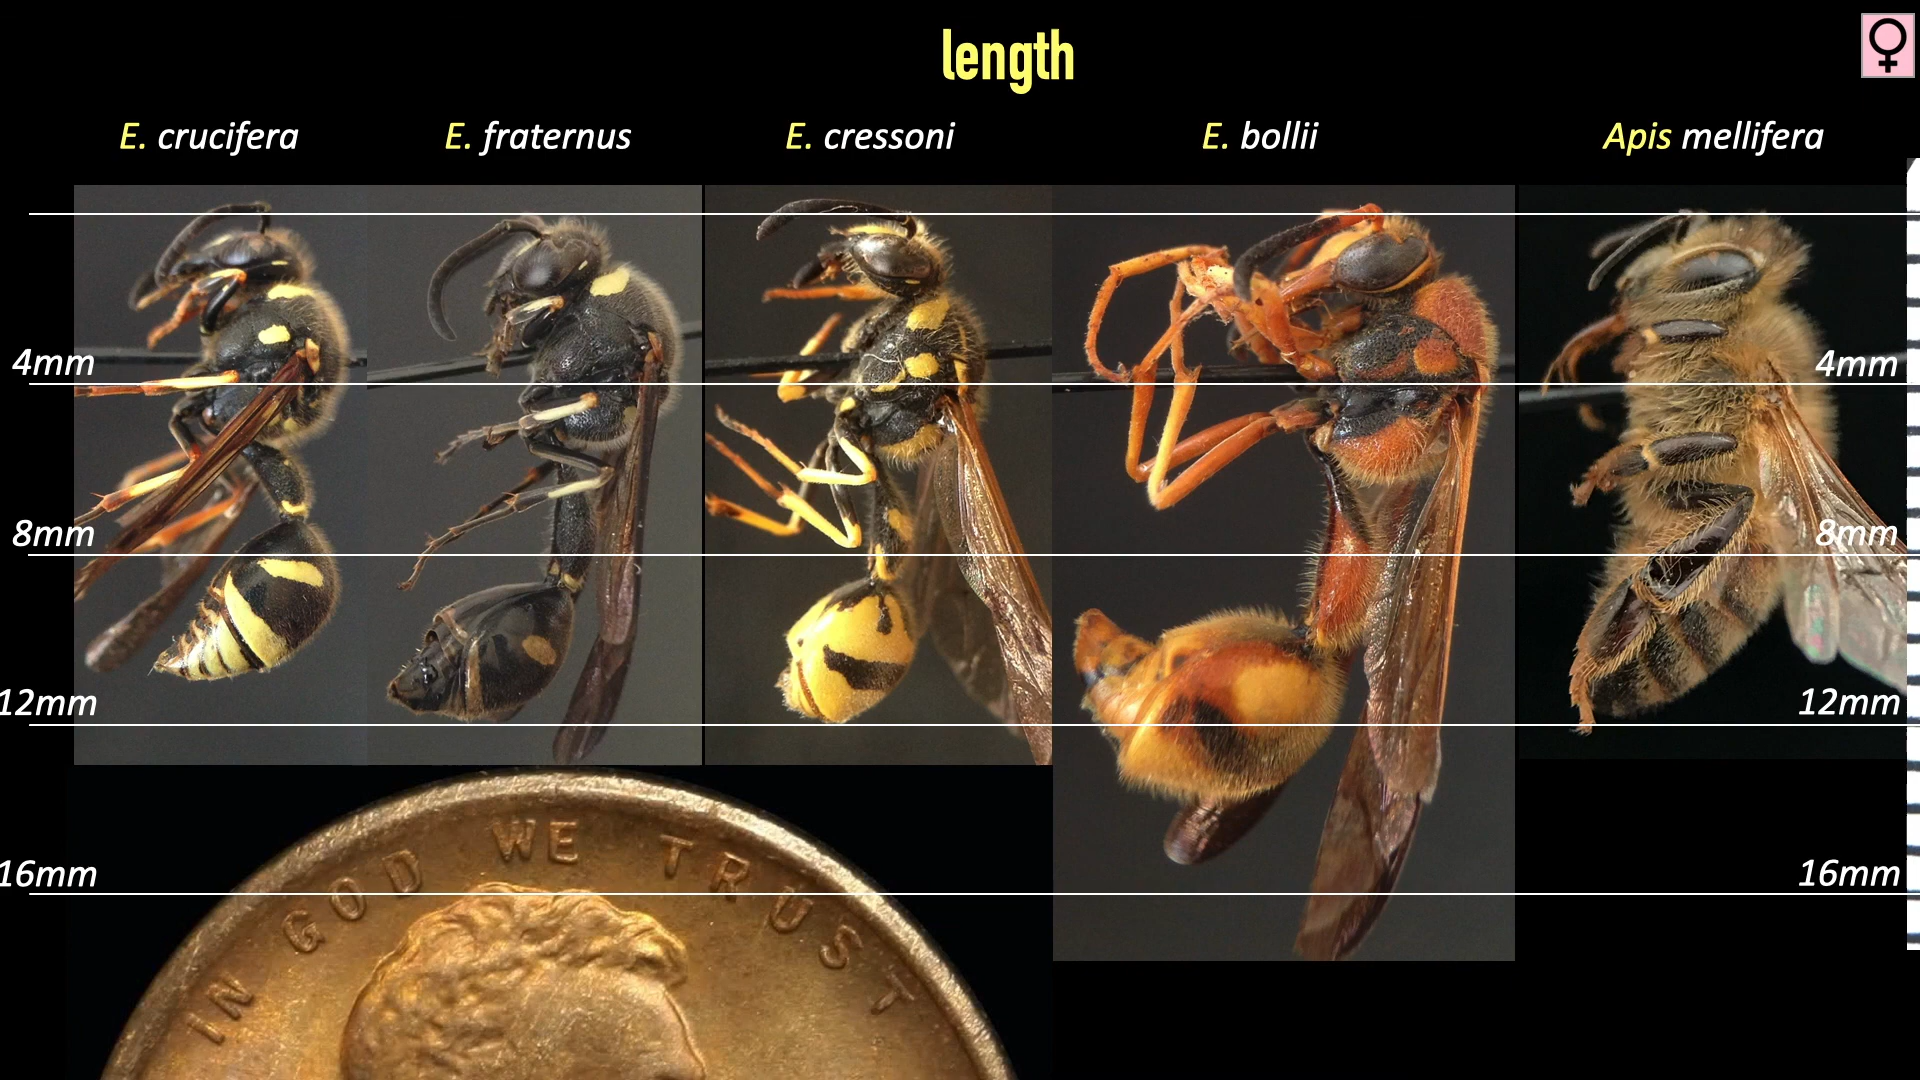 length
♀
E. crucifera
E. fraternus
E. cressoni
E. bollii
Apis mellifera
4mm
4mm
8mm
8mm
12mm
12mm
16mm
16mm
IN GOD WE TRUST